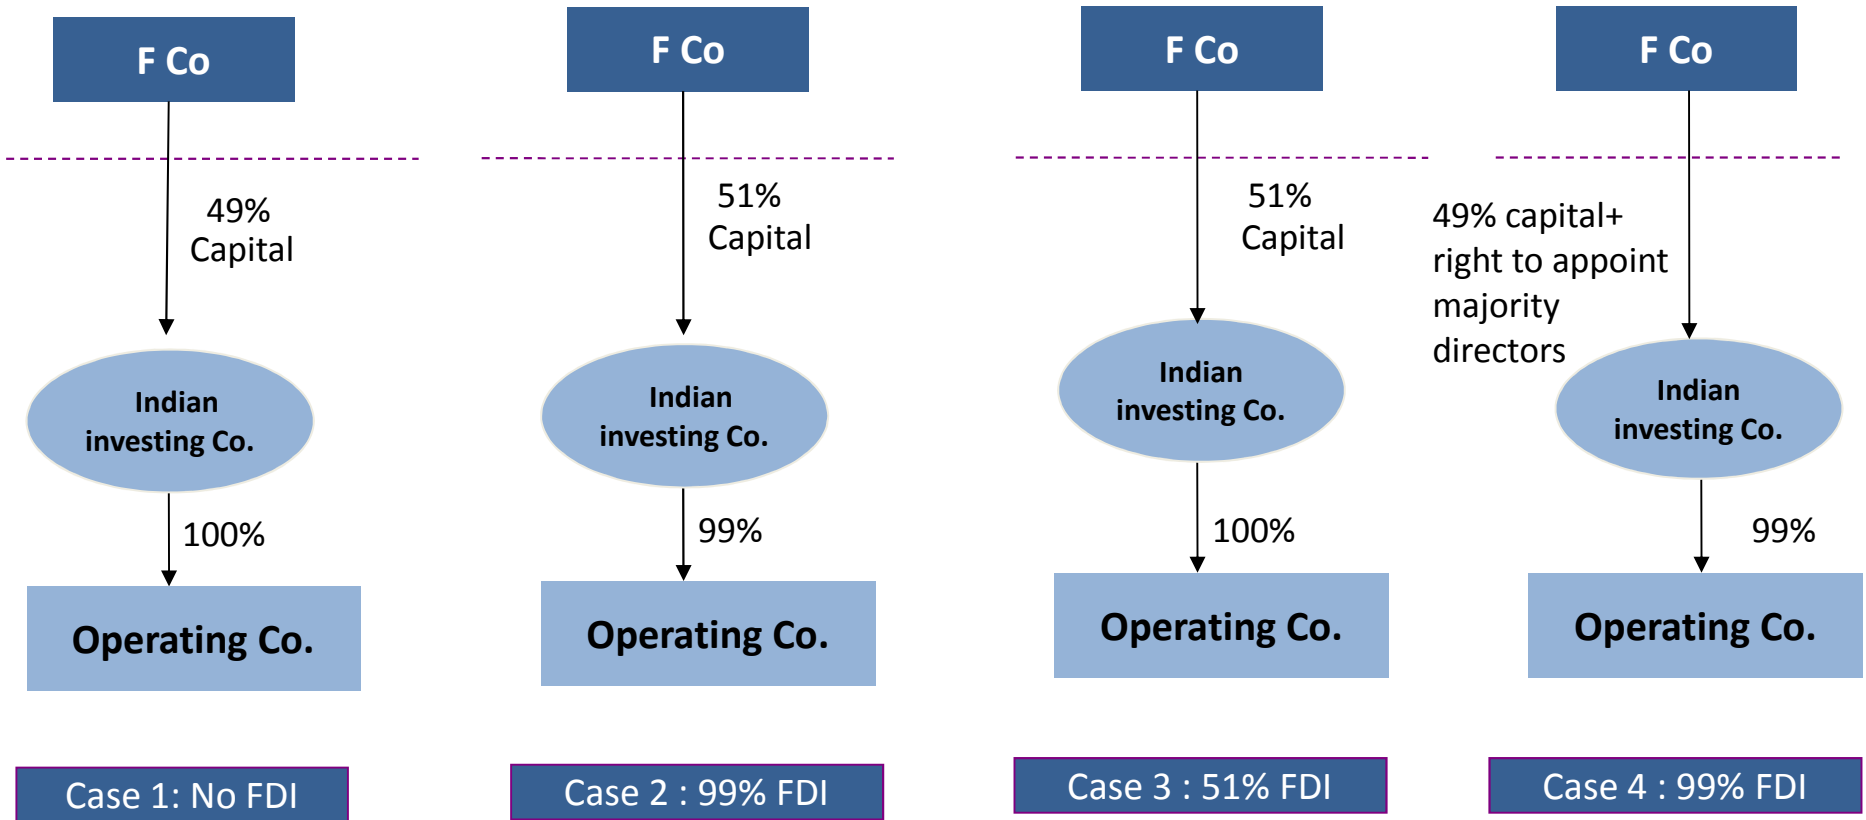 F Co
49%
Capital
Indian
investing Co.
100%
Operating Co.
Case 1: No FDI
F Co
51%
Capital
Indian
investing Co.
99%
Operating Co.
Case 2 : 99% FDI
F Co
51%
Capital
Indian
investing Co.
100%
Operating Co.
Case 3 : 51% FDI
F Co
49% capital+
right to appoint
majority
directors
Indian
investing Co.
99%
Operating Co.
Case 4 : 99% FDI